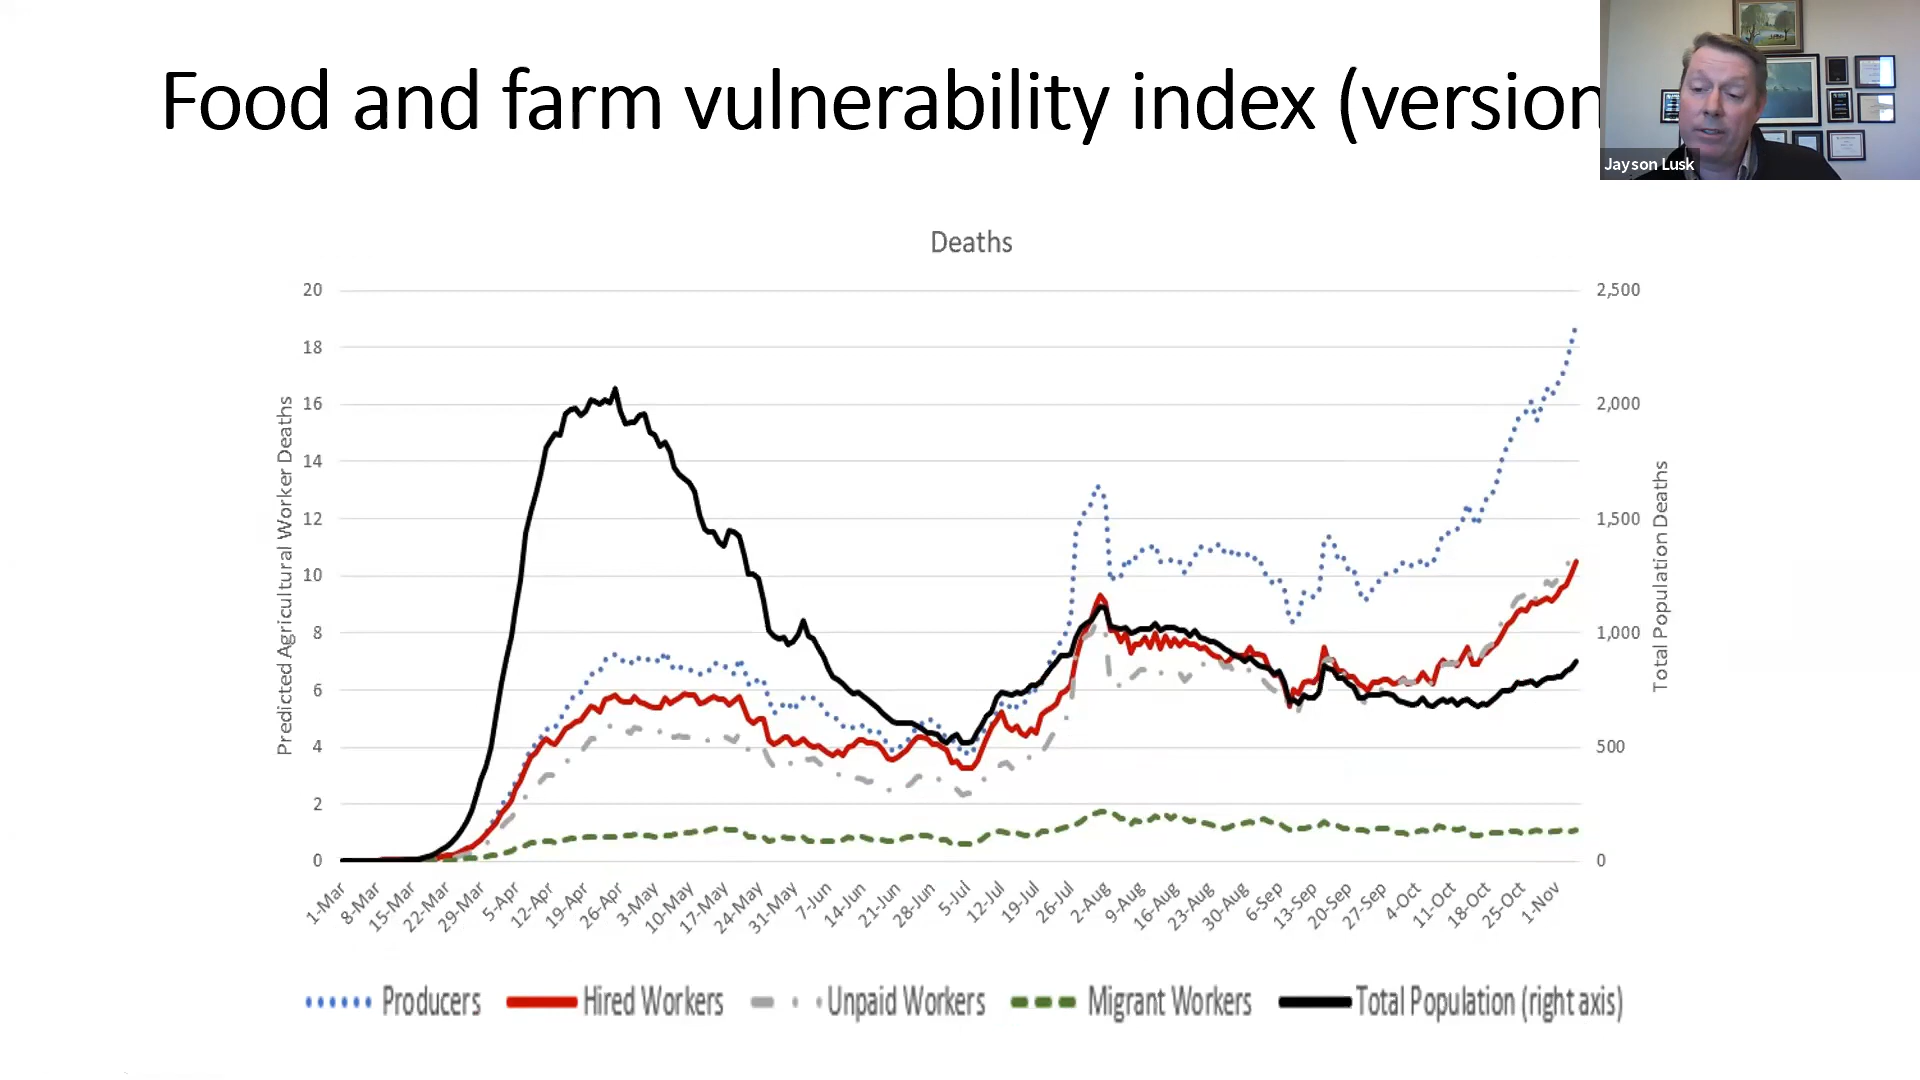 Food and farm vulnerability index (version
Jayson Lusk
Deaths
Predicted Agricultural Worker Deaths
20
18
16
14
12
10
8
6
4
2
0
2,500
2,000
1,500
1,000
500
0
Total Population Deaths
1-Mar
8-Mar
15-Mar
22-Mar
29-Mar
5-Apr
12-Apr
19-Apr
26-Apr
3-May
10-May
17-May
24-May
31-May
7-Jun
14-Jun
21-Jun
28-Jun
5-Jul
12-Jul
19-Jul
26-Jul
2-Aug
9-Aug
16-Aug
23-Aug
30-Aug
6-Sep
13-Sep
20-Sep
27-Sep
4-Oct
11-Oct
18-Oct
25-Oct
1-Nov
Producers
Hired Workers
Unpaid Workers
Migrant Workers
Total Population (right axis)